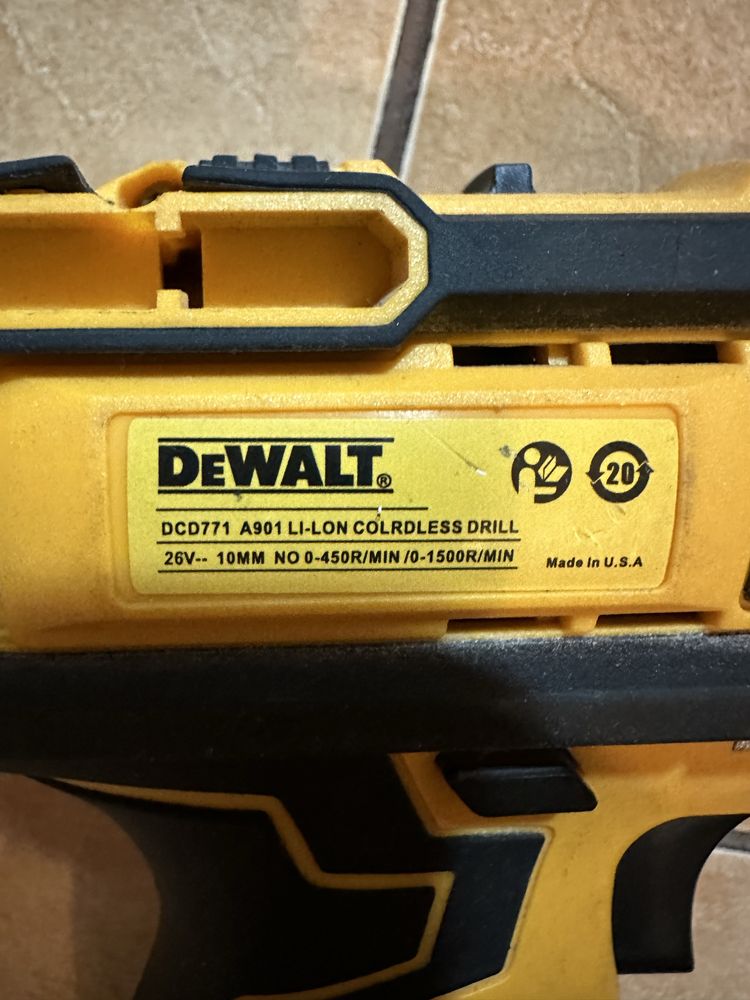 DEWALT®
20
DCD771 A901 LI-LON COLRDLESS DRILL
26V-- 10MM NO 0-450R/MIN /0-1500R/MIN
Made In U.S.A